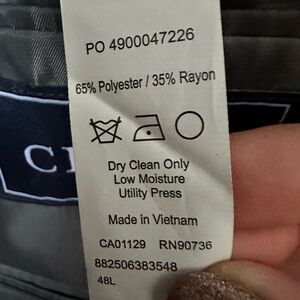 PO 4900047226
65% Polyester / 35% Rayon
Dry Clean Only
Low Moisture
Utility Press
Made in Vietnam
CA01129 RN90736
882506383548
48L